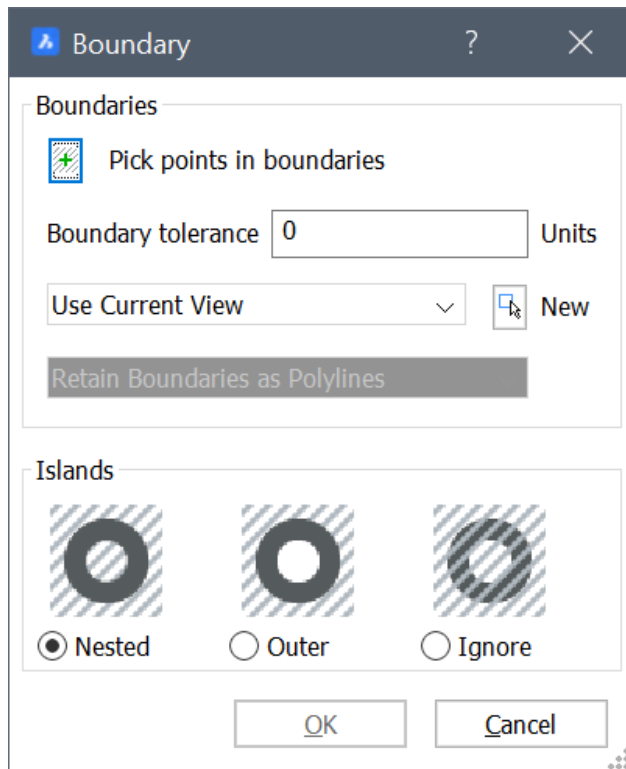 Boundary ?
Boundaries
Pick points in boundaries
Boundary tolerance 0 Units
Use Current View New
Retain Boundaries as Polylines
Islands
Nested Outer Ignore
OK Cancel